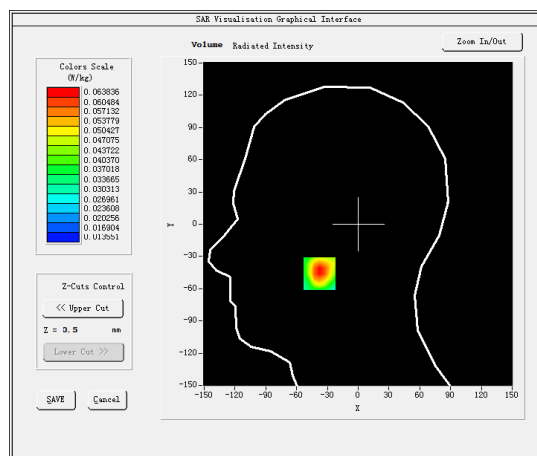 SAR Visualisation Graphical Interface
Volume Radiated Intensity
Zoom In/Out
Colors Scale
(W/kg)
0.063836
0.060484
0.057132
0.053779
0.050427
0.047075
0.043722
0.040370
0.037018
0.033665
0.030313
0.026961
0.023608
0.020256
0.016904
0.013551
Z-Cuts Control
<< Upper Cut
Z = 0.5 mm
Lower Cut >>
SAVE Cancel
150
120
90
60
30
0
-30
-60
-90
-120
-150
Y
-150 -120 -90 -60 -30 0 30 60 90 120 150
X